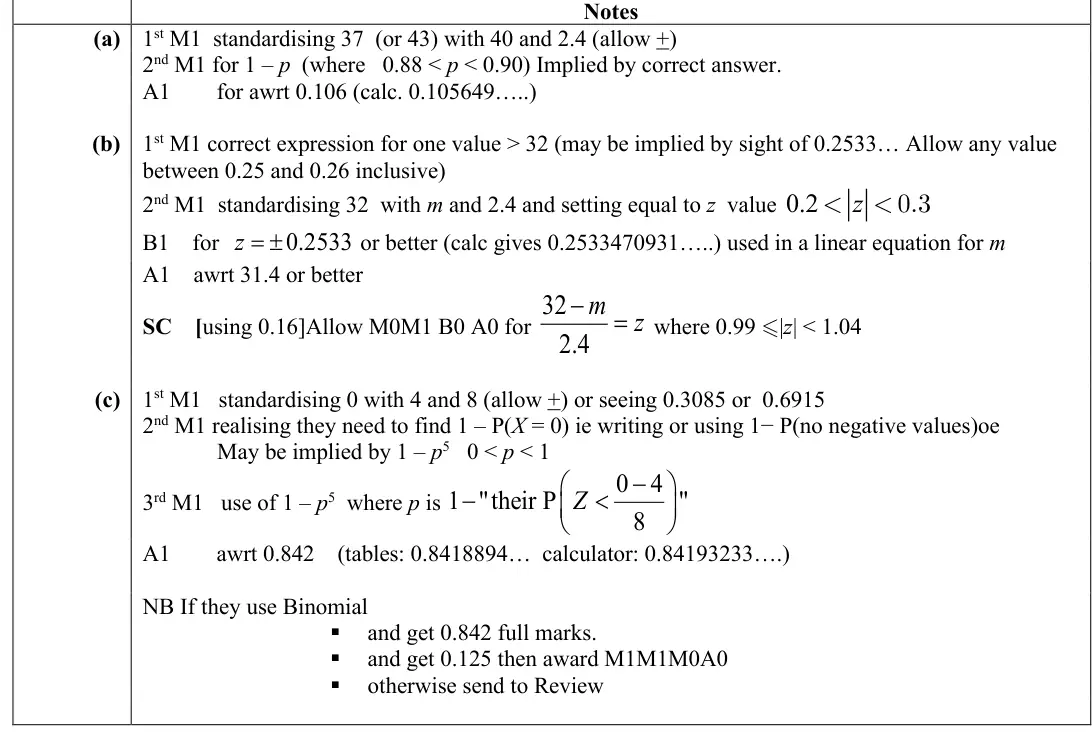 Notes
(a) 1st M1 standardising 37 (or 43) with 40 and 2.4 (allow ±)
2nd M1 for 1 – p (where 0.88 < p < 0.90) Implied by correct answer.
A1 for awrt 0.106 (calc. 0.105649…..)
(b) 1st M1 correct expression for one value > 32 (may be implied by sight of 0.2533… Allow any value
between 0.25 and 0.26 inclusive)
2nd M1 standardising 32 with m and 2.4 and setting equal to z value 0.2 < |z| < 0.3
B1 for z = ±0.2533 or better (calc gives 0.2533470931…..) used in a linear equation for m
A1 awrt 31.4 or better
SC [using 0.16]Allow M0M1 B0 A0 for (32 − m)/2.4 = z where 0.99 ⩽|z| < 1.04
(c) 1st M1 standardising 0 with 4 and 8 (allow ±) or seeing 0.3085 or 0.6915
2nd M1 realising they need to find 1 – P(X = 0) ie writing or using 1− P(no negative values)oe
May be implied by 1 – p⁵ 0 < p < 1
3rd M1 use of 1 – p⁵ where p is 1−"their P(Z < (0 − 4)/8)"
A1 awrt 0.842 (tables: 0.8418894… calculator: 0.84193233….)
NB If they use Binomial
▪ and get 0.842 full marks.
▪ and get 0.125 then award M1M1M0A0
▪ otherwise send to Review